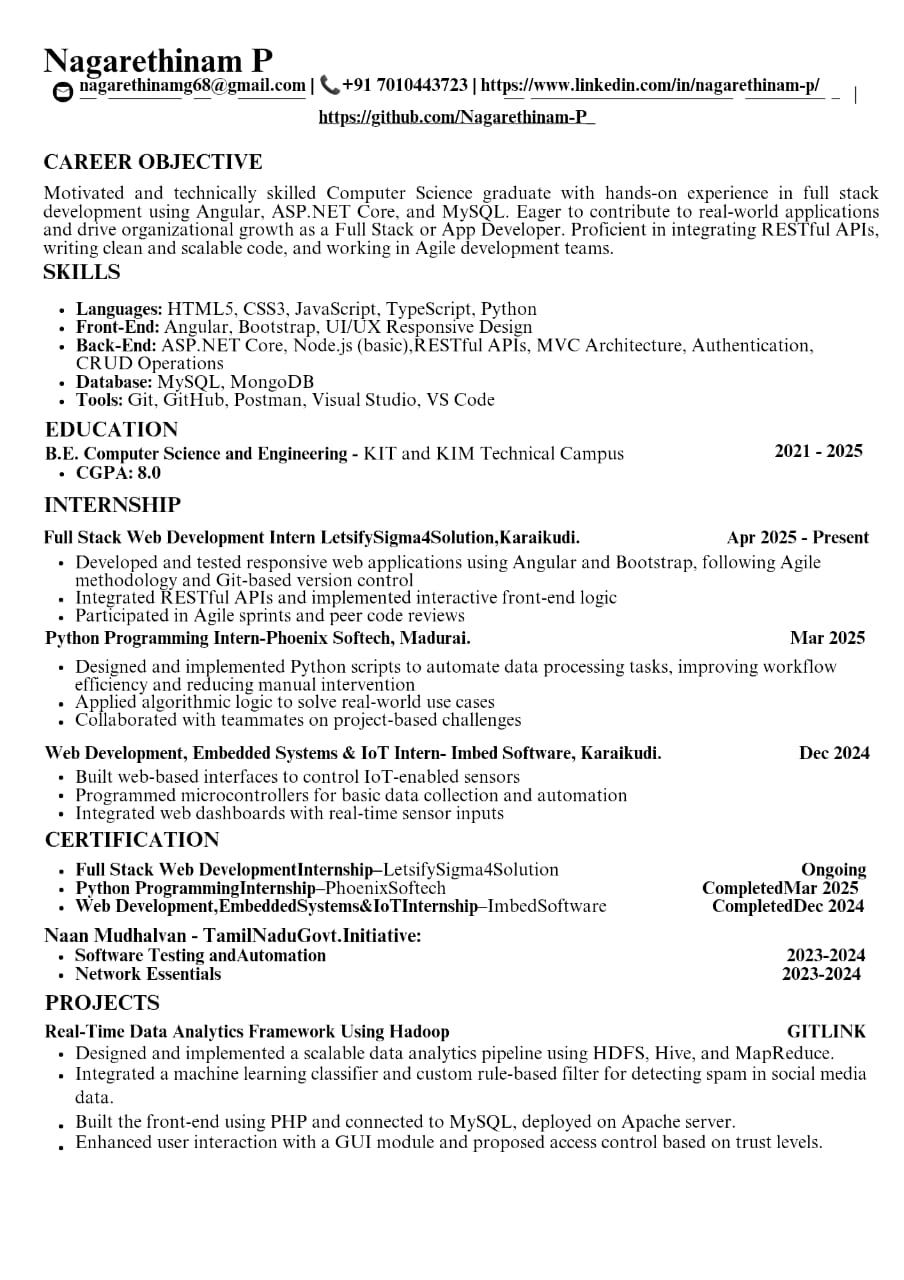 Nagarethinam P
nagarethinamg68@gmail.com | +91 7010443723 | https://www.linkedin.com/in/nagarethinam-p/ |
https://github.com/Nagarethinam-P_
CAREER OBJECTIVE
Motivated and technically skilled Computer Science graduate with hands-on experience in full stack
development using Angular, ASP.NET Core, and MySQL. Eager to contribute to real-world applications
and drive organizational growth as a Full Stack or App Developer. Proficient in integrating RESTful APIs,
writing clean and scalable code, and working in Agile development teams.
SKILLS
• Languages: HTML5, CSS3, JavaScript, TypeScript, Python
• Front-End: Angular, Bootstrap, UI/UX Responsive Design
• Back-End: ASP.NET Core, Node.js (basic),RESTful APIs, MVC Architecture, Authentication,
CRUD Operations
• Database: MySQL, MongoDB
• Tools: Git, GitHub, Postman, Visual Studio, VS Code
EDUCATION
B.E. Computer Science and Engineering - KIT and KIM Technical Campus 2021 - 2025
• CGPA: 8.0
INTERNSHIP
Full Stack Web Development Intern LetsifySigma4Solution,Karaikudi. Apr 2025 - Present
• Developed and tested responsive web applications using Angular and Bootstrap, following Agile
methodology and Git-based version control
• Integrated RESTful APIs and implemented interactive front-end logic
• Participated in Agile sprints and peer code reviews
Python Programming Intern-Phoenix Softech, Madurai. Mar 2025
• Designed and implemented Python scripts to automate data processing tasks, improving workflow
efficiency and reducing manual intervention
• Applied algorithmic logic to solve real-world use cases
• Collaborated with teammates on project-based challenges
Web Development, Embedded Systems & IoT Intern- Imbed Software, Karaikudi. Dec 2024
• Built web-based interfaces to control IoT-enabled sensors
• Programmed microcontrollers for basic data collection and automation
• Integrated web dashboards with real-time sensor inputs
CERTIFICATION
• Full Stack Web DevelopmentInternship–LetsifySigma4Solution Ongoing
• Python ProgrammingInternship–PhoenixSoftech CompletedMar 2025
• Web Development,EmbeddedSystems&IoTInternship–ImbedSoftware CompletedDec 2024
Naan Mudhalvan - TamilNaduGovt.Initiative:
• Software Testing andAutomation 2023-2024
• Network Essentials 2023-2024
PROJECTS
Real-Time Data Analytics Framework Using Hadoop GITLINK
• Designed and implemented a scalable data analytics pipeline using HDFS, Hive, and MapReduce.
• Integrated a machine learning classifier and custom rule-based filter for detecting spam in social media
data.
• Built the front-end using PHP and connected to MySQL, deployed on Apache server.
• Enhanced user interaction with a GUI module and proposed access control based on trust levels.